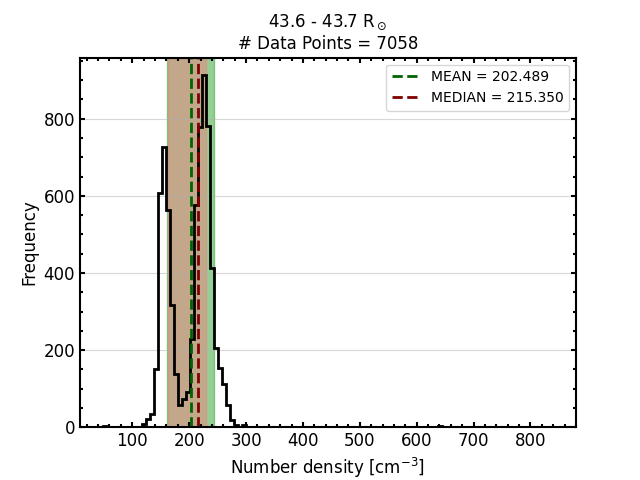 43.6 - 43.7 R⊙
# Data Points = 7058
MEAN = 202.489
MEDIAN = 215.350
Frequency
800
600
400
200
0
100 200 300 400 500 600 700 800
Number density [cm⁻³]